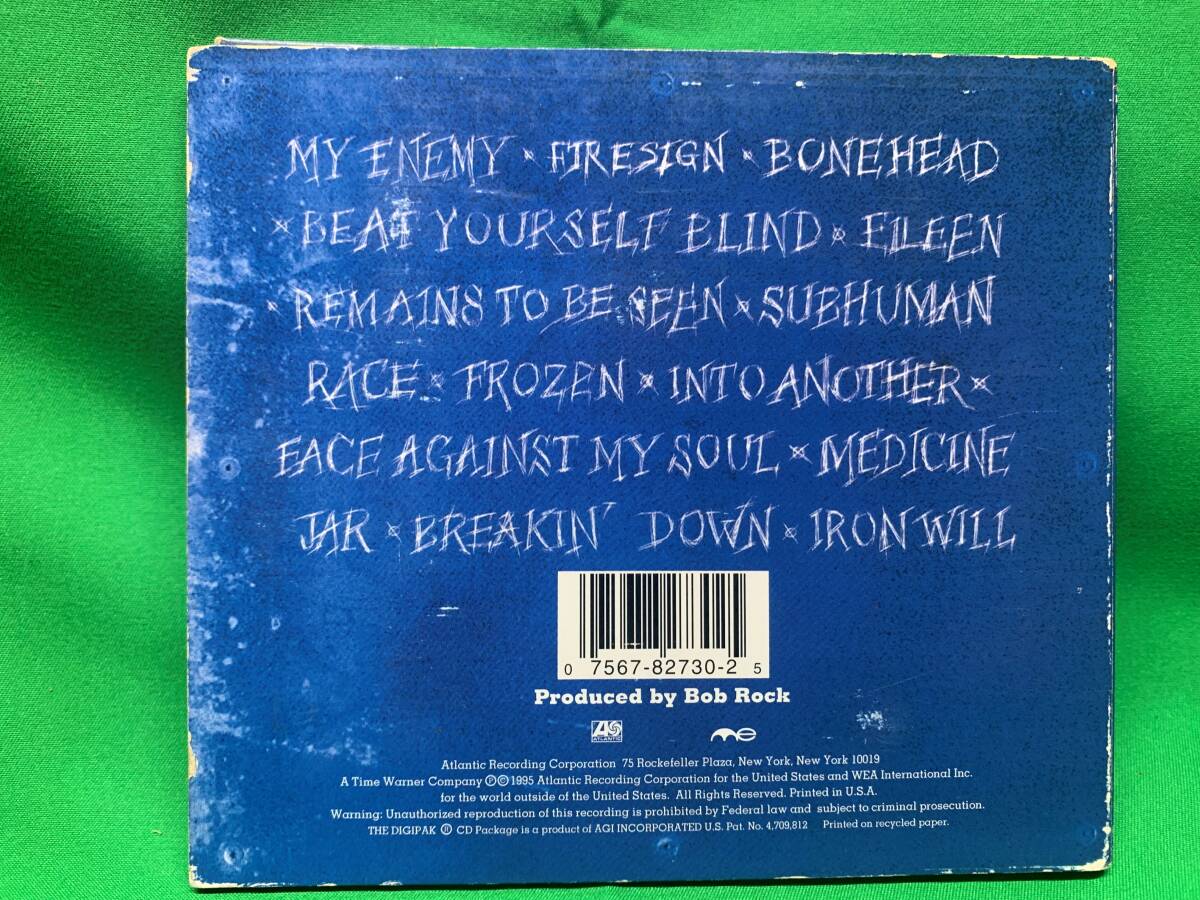 MY ENEMY × FIRESIGN × BONEHEAD
× BEAT YOURSELF BLIND × EILEEN
× REMAINS TO BE SEEN × SUBHUMAN
RACE × FROZEN × INTO ANOTHER ×
FACE AGAINST MY SOUL × MEDICINE
JAR × BREAKIN' DOWN × IRON WILL
0 7567-82730-2 5
Produced by Bob Rock
ATLANTIC
Atlantic Recording Corporation 75 Rockefeller Plaza, New York, New York 10019
A Time Warner Company ℗©1995 Atlantic Recording Corporation for the United States and WEA International Inc.
for the world outside of the United States. All Rights Reserved. Printed in U.S.A.
Warning: Unauthorized reproduction of this recording is prohibited by Federal law and subject to criminal prosecution.
THE DIGIPAK ® CD Package is a product of AGI INCORPORATED U.S. Pat. No. 4,709,812 Printed on recycled paper.